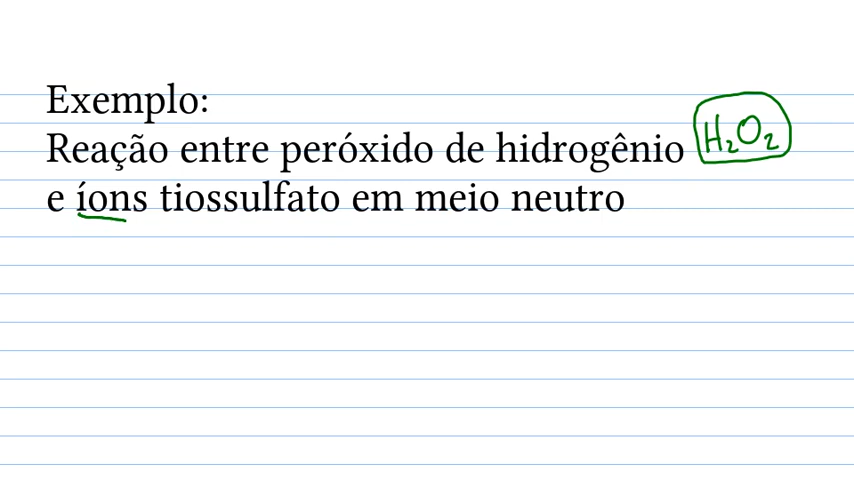 Exemplo:
Reação entre peróxido de hidrogênio H₂O₂
e íons tiossulfato em meio neutro